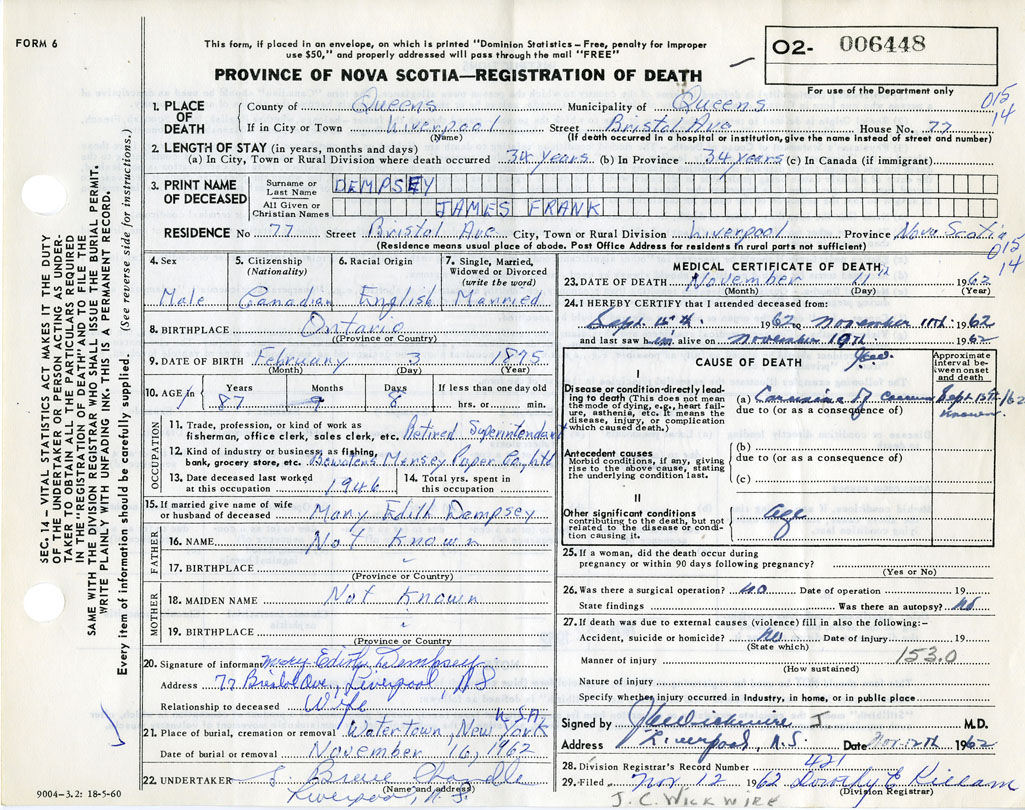 FORM 6
This form, if placed in an envelope, on which is printed "Dominion Statistics – Free, penalty for improper
use $50," and properly addressed will pass through the mail "FREE"
O2- 006448
For use of the Department only
PROVINCE OF NOVA SCOTIA—REGISTRATION OF DEATH
015
14
1. PLACE OF DEATH
County of Queens Municipality of Queens
If in City or Town Liverpool Street Bristol Ave House No. 77
(Name) (If death occurred in a hospital or institution, give the name instead of street and number)
2. LENGTH OF STAY (in years, months and days)
(a) In City, Town or Rural Division where death occurred 34 years (b) In Province 34 years (c) In Canada (if immigrant)
3. PRINT NAME OF DECEASED
Surname or Last Name DEMPSEY
All Given or Christian Names JAMES FRANK
RESIDENCE No 77 Street Bristol Ave City, Town or Rural Division Liverpool Province Nova Scotia
(Residence means usual place of abode. Post Office Address for residents in rural parts not sufficient)
015
14
4. Sex Male
5. Citizenship (Nationality) Canadian
6. Racial Origin English
7. Single, Married, Widowed or Divorced (write the word) Married
8. BIRTHPLACE Ontario
(Province or Country)
9. DATE OF BIRTH February 3 1875
(Month) (Day) (Year)
10. AGE Years 87 Months 9 Days 8 If less than one day old hrs. or min.
OCCUPATION
11. Trade, profession, or kind of work as
fisherman, office clerk, sales clerk, etc. Retired Superintendant
12. Kind of industry or business, as fishing,
bank, grocery store, etc. Bowaters Mersey Paper Co. Ltd
13. Date deceased last worked
at this occupation 1946
14. Total yrs. spent in
this occupation
15. If married give name of wife
or husband of deceased Mary Edith Dempsey
FATHER
16. NAME Not Known
17. BIRTHPLACE
(Province or Country)
MOTHER
18. MAIDEN NAME Not Known
19. BIRTHPLACE
(Province or Country)
20. Signature of informant Mary Edith Dempsey
Address 77 Bristol Ave., Liverpool, N S
Relationship to deceased Wife
21. Place of burial, cremation or removal Watertown, New York U.S.A.
Date of burial or removal November 16, 1962
22. UNDERTAKER
(Name and address)
Liverpool, N.S.
9004–3.2: 18-5-60
MEDICAL CERTIFICATE OF DEATH
23. DATE OF DEATH November 11 1962
(Month) (Day) (Year)
24. I HEREBY CERTIFY that I attended deceased from:
Sept 15th 1962 to November 11th 1962
and last saw him alive on November 1962
CAUSE OF DEATH
Approximate interval between onset and death
I
Disease or condition directly leading to death (This does not mean the mode of dying, e.g., heart failure, asthenia, etc. It means the disease, injury, or complication which caused death.)
(a) Carcinoma of Sept 15th/62
due to (or as a consequence of)
Antecedent causes
Morbid conditions, if any, giving rise to the above cause, stating the underlying condition last.
(b)
due to (or as a consequence of)
(c)
II
Other significant conditions
contributing to the death, but not related to the disease or condition causing it.
age
25. If a woman, did the death occur during
pregnancy or within 90 days following pregnancy?
(Yes or No)
26. Was there a surgical operation? no Date of operation 19
State findings Was there an autopsy? no
27. If death was due to external causes (violence) fill in also the following:-
Accident, suicide or homicide? no Date of injury 19
(State which)
Manner of injury 153.0
(How sustained)
Nature of injury
Specify whether injury occurred in industry, in home, or in public place
Signed by J C Wickwire M.D.
Address Liverpool, N.S. Date Nov. 12th 1962
28. Division Registrar's Record Number 421
29. Filed Nov 12 1962 Dorothy E Killam
(Division Registrar)
J.C. WICKWIRE
SEC. 14 – VITAL STATISTICS ACT MAKES IT THE DUTY
OF THE UNDERTAKER OR PERSON ACTING AS UNDER-
TAKER TO OBTAIN ALL THE PARTICULARS REQUIRED
IN THE "REGISTRATION OF DEATH" AND TO FILE THE
SAME WITH THE DIVISION REGISTRAR WHO SHALL ISSUE THE BURIAL PERMIT.
WRITE PLAINLY WITH UNFADING INK. THIS IS A PERMANENT RECORD.
Every item of information should be carefully supplied. (See reverse side for instructions.)